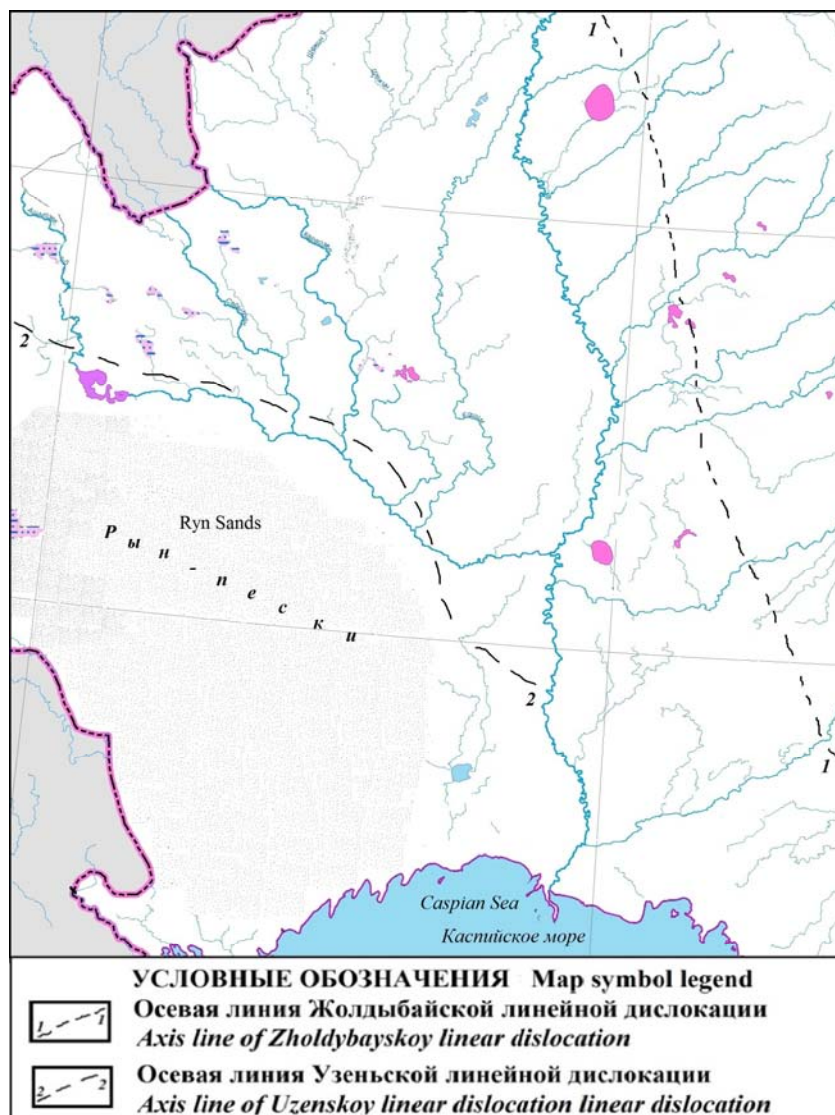 1
2
Ryn Sands
Рын-пески
2
1
Caspian Sea
Каспийское море
УСЛОВНЫЕ ОБОЗНАЧЕНИЯ Map symbol legend
1 1 Осевая линия Жолдыбайской линейной дислокации
Axis line of Zholdybayskoy linear dislocation
2 2 Осевая линия Узеньской линейной дислокации
Axis line of Uzenskoy linear dislocation linear dislocation